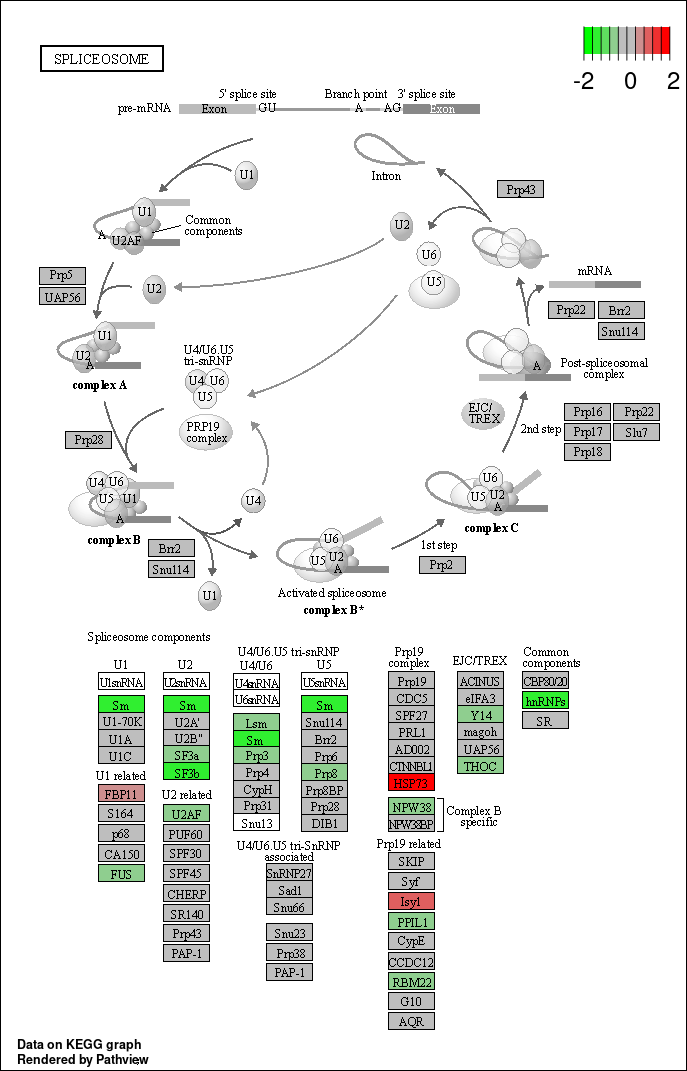 SPLICEOSOME
-2 0 2
5' splice site
Branch point
3' splice site
pre-mRNA
Exon
GU
A
AG
Exon
U1
Intron
Prp43
U1
A
U2AF
Common
components
U2
U6
U5
mRNA
Prp5
UAP56
U2
Prp22
Brr2
Snu114
U1
U2
A
complex A
U4/U6.U5
tri-snRNP
U4 U6
U5
PRP19
complex
A
Post-spliceosomal
complex
EJC/
TREX
2nd step
Prp16
Prp22
Prp17
Slu7
Prp18
Prp28
U4 U6
U5 U1
A
complex B
U4
U6
U5 U2
A
complex C
Brr2
Snu114
U1
U6
U5 U2
A
Activated spliceosome
complex B*
1st step
Prp2
Spliceosome components
U1
U1snRNA
Sm
U1-70K
U1A
U1C
U1 related
FBP11
S164
p68
CA150
FUS
U2
U2snRNA
Sm
U2A'
U2B"
SF3a
SF3b
U2 related
U2AF
PUF60
SPF30
SPF45
CHERP
SR140
Prp43
PAP-1
U4/U6.U5 tri-snRNP
U4/U6
U4snRNA
U6snRNA
Lsm
Sm
Prp3
Prp4
CypH
Prp31
Snu13
U5
U5snRNA
Sm
Snu114
Brr2
Prp6
Prp8
Prp8BP
Prp28
DIB1
U4/U6.U5 tri-SnRNP
associated
SnRNP27
Sad1
Snu66
Snu23
Prp38
PAP-1
Prp19
complex
Prp19
CDC5
SPF27
PRL1
AD002
CTNNBL1
HSP73
NPW38
NPW38BP
Complex B
specific
Prp19 related
SKIP
Syf
Isy1
PPIL1
CypE
CCDC12
RBM22
G10
AQR
EJC/TREX
ACINUS
eIFA3
Y14
magoh
UAP56
THOC
Common
components
CBP80/20
hnRNPs
SR
Data on KEGG graph
Rendered by Pathview